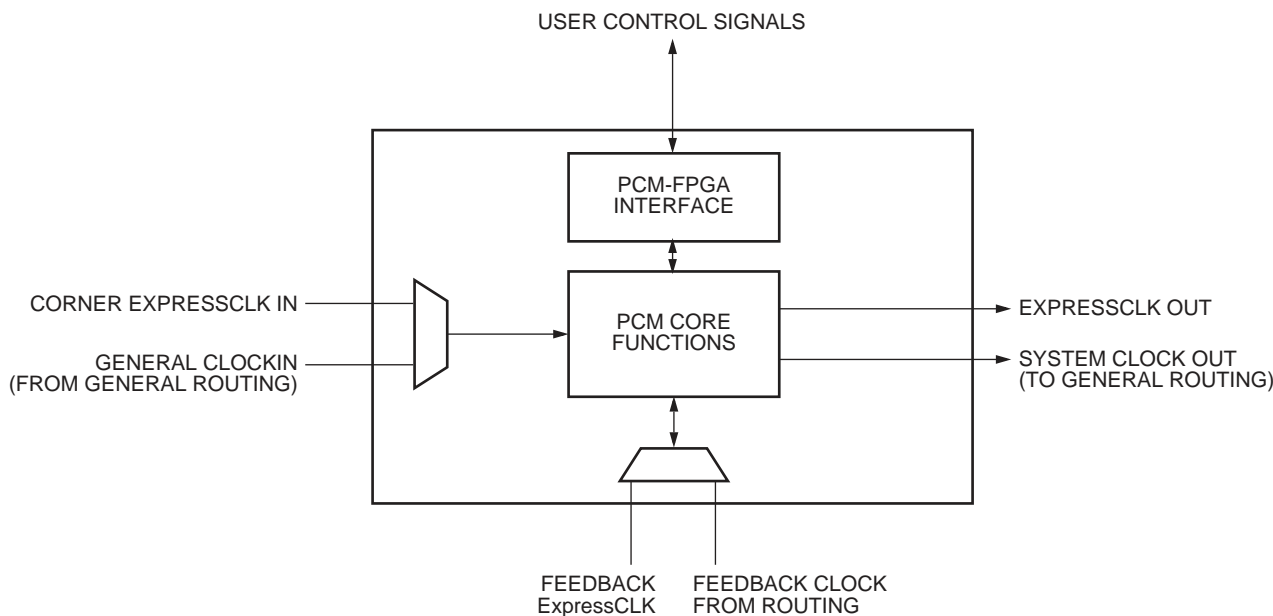 USER CONTROL SIGNALS
PCM-FPGA
INTERFACE
CORNER EXPRESSCLK IN
GENERAL CLOCKIN
(FROM GENERAL ROUTING)
PCM CORE
FUNCTIONS
EXPRESSCLK OUT
SYSTEM CLOCK OUT
(TO GENERAL ROUTING)
FEEDBACK
ExpressCLK
FEEDBACK CLOCK
FROM ROUTING